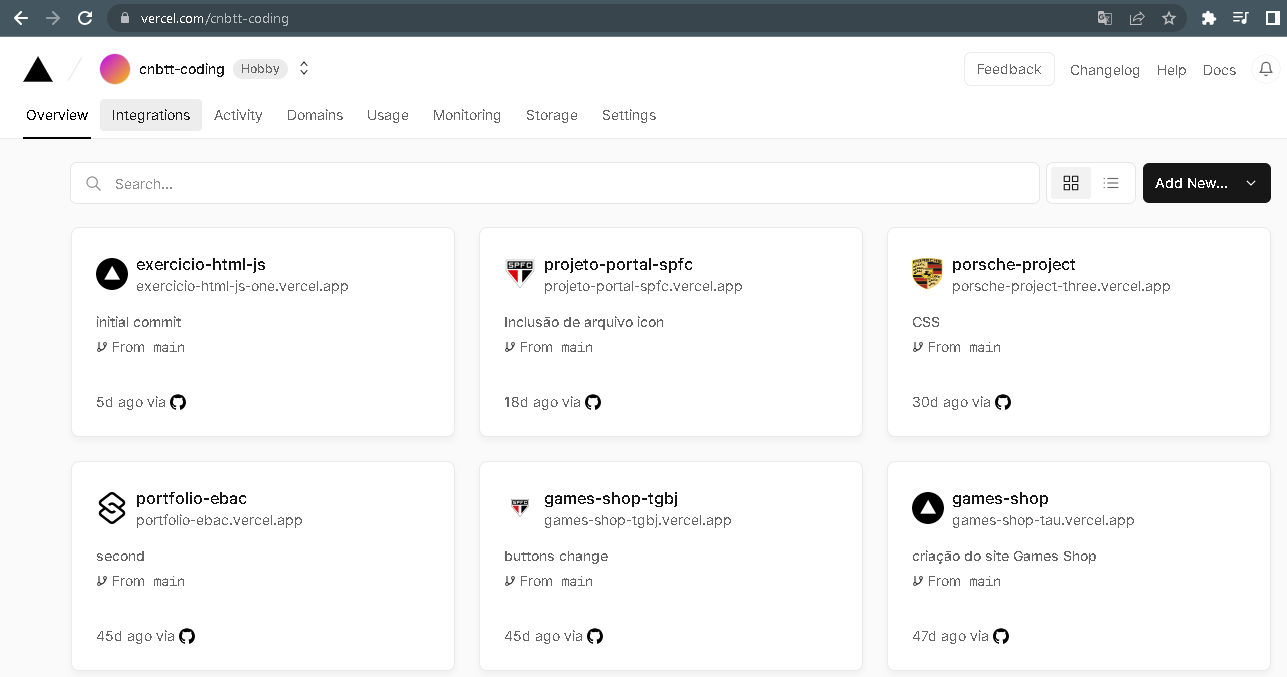 vercel.com/cnbtt-coding
cnbtt-coding Hobby
Feedback Changelog Help Docs
Overview Integrations Activity Domains Usage Monitoring Storage Settings
Search...
Add New...
exercicio-html-js
exercicio-html-js-one.vercel.app
initial commit
From main
5d ago via
SPFC
projeto-portal-spfc
projeto-portal-spfc.vercel.app
Inclusão de arquivo icon
From main
18d ago via
porsche-project
porsche-project-three.vercel.app
CSS
From main
30d ago via
portfolio-ebac
portfolio-ebac.vercel.app
second
From main
45d ago via
SPFC
games-shop-tgbj
games-shop-tgbj.vercel.app
buttons change
From main
45d ago via
games-shop
games-shop-tau.vercel.app
criação do site Games Shop
From main
47d ago via